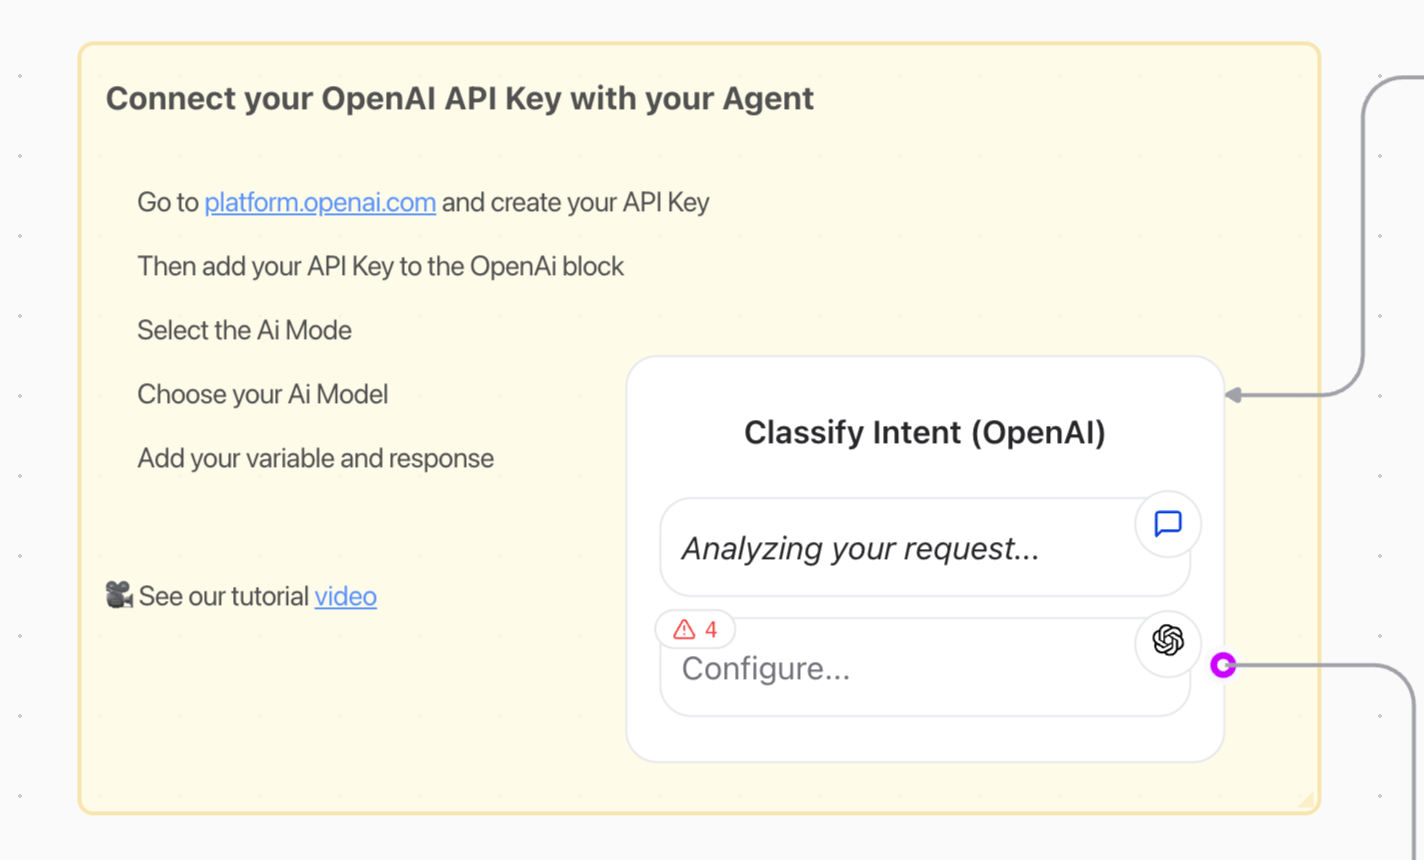 Connect your OpenAI API Key with your Agent
Go to platform.openai.com and create your API Key
Then add your API Key to the OpenAi block
Select the Ai Mode
Choose your Ai Model
Add your variable and response
See our tutorial video
Classify Intent (OpenAI)
Analyzing your request...
4
Configure...